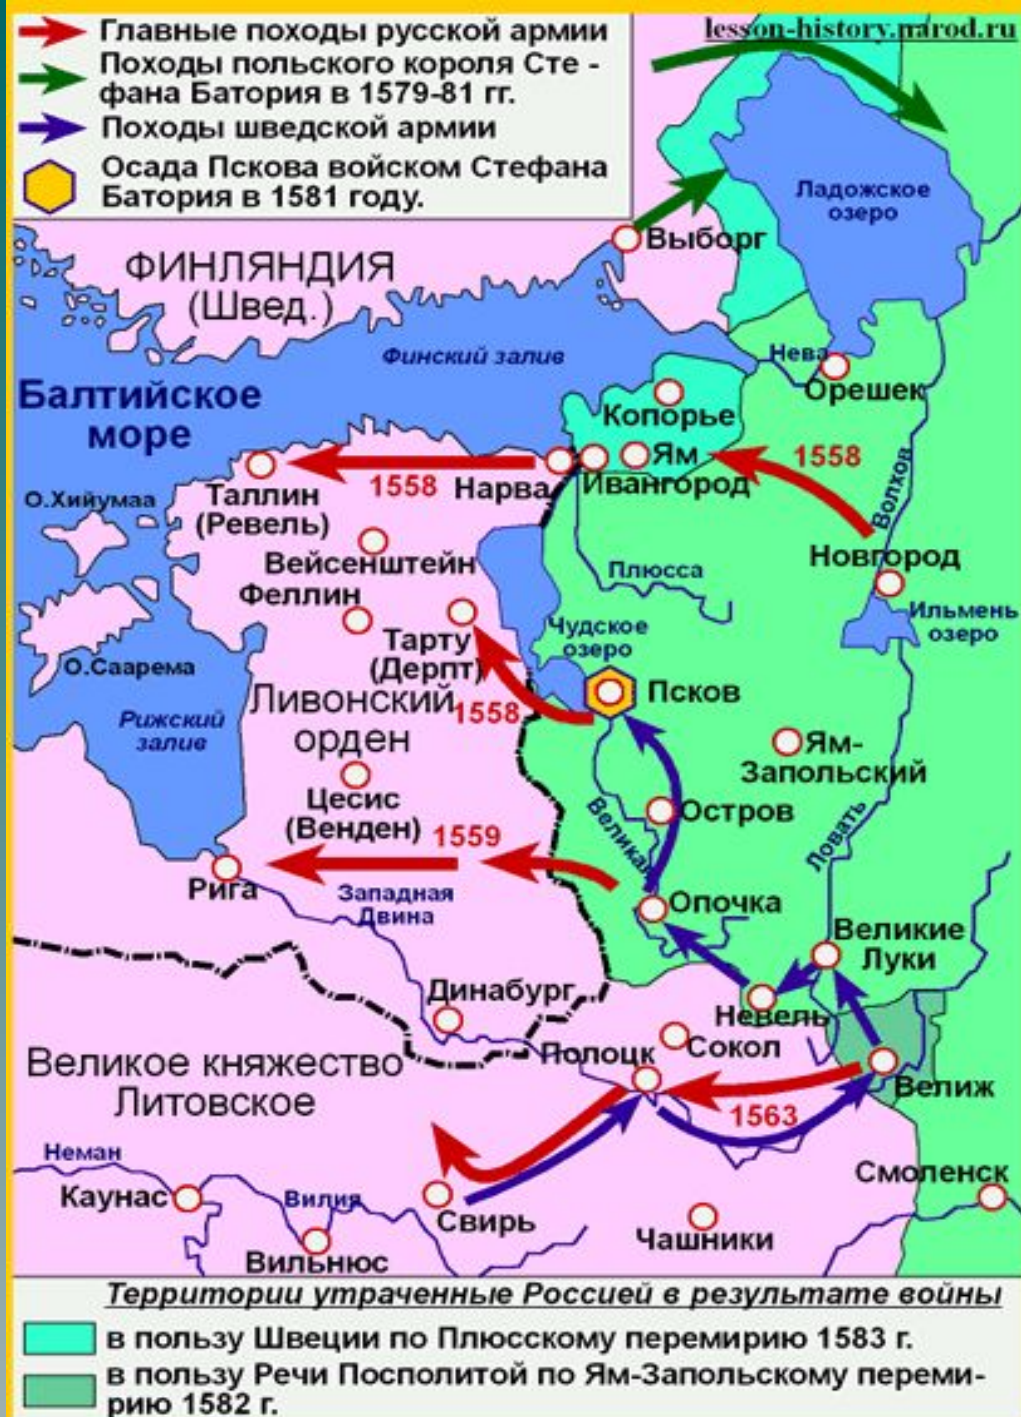 Главные походы русской армии
Походы польского короля Сте -
фана Батория в 1579-81 гг.
Походы шведской армии
Осада Пскова войском Стефана
Батория в 1581 году.
lesson-history.narod.ru
Ладожское
озеро
Выборг
ФИНЛЯНДИЯ
(Швед.)
Финский залив
Нева
Орешек
Балтийское
море
Копорье
Ям
1558
1558
Нарва
Ивангород
Волхов
Таллин
(Ревель)
О.Хийумаа
Вейсенштейн
Новгород
Плюсса
Феллин
Ильмень
озеро
Чудское
озеро
Тарту
(Дерпт)
О.Саарема
Псков
Ливонский
орден
1558
Рижский
залив
Ям-
Запольский
Цесис
(Венден)
Остров
Великая
Ловать
1559
Рига
Западная
Двина
Опочка
Великие
Луки
Динабург
Невель
Сокол
Полоцк
Великое княжество
Литовское
Велиж
1563
Неман
Каунас
Вилия
Свирь
Смоленск
Чашники
Вильнюс
Территории утраченные Россией в результате войны
в пользу Швеции по Плюсскому перемирию 1583 г.
в пользу Речи Посполитой по Ям-Запольскому переми-
рию 1582 г.